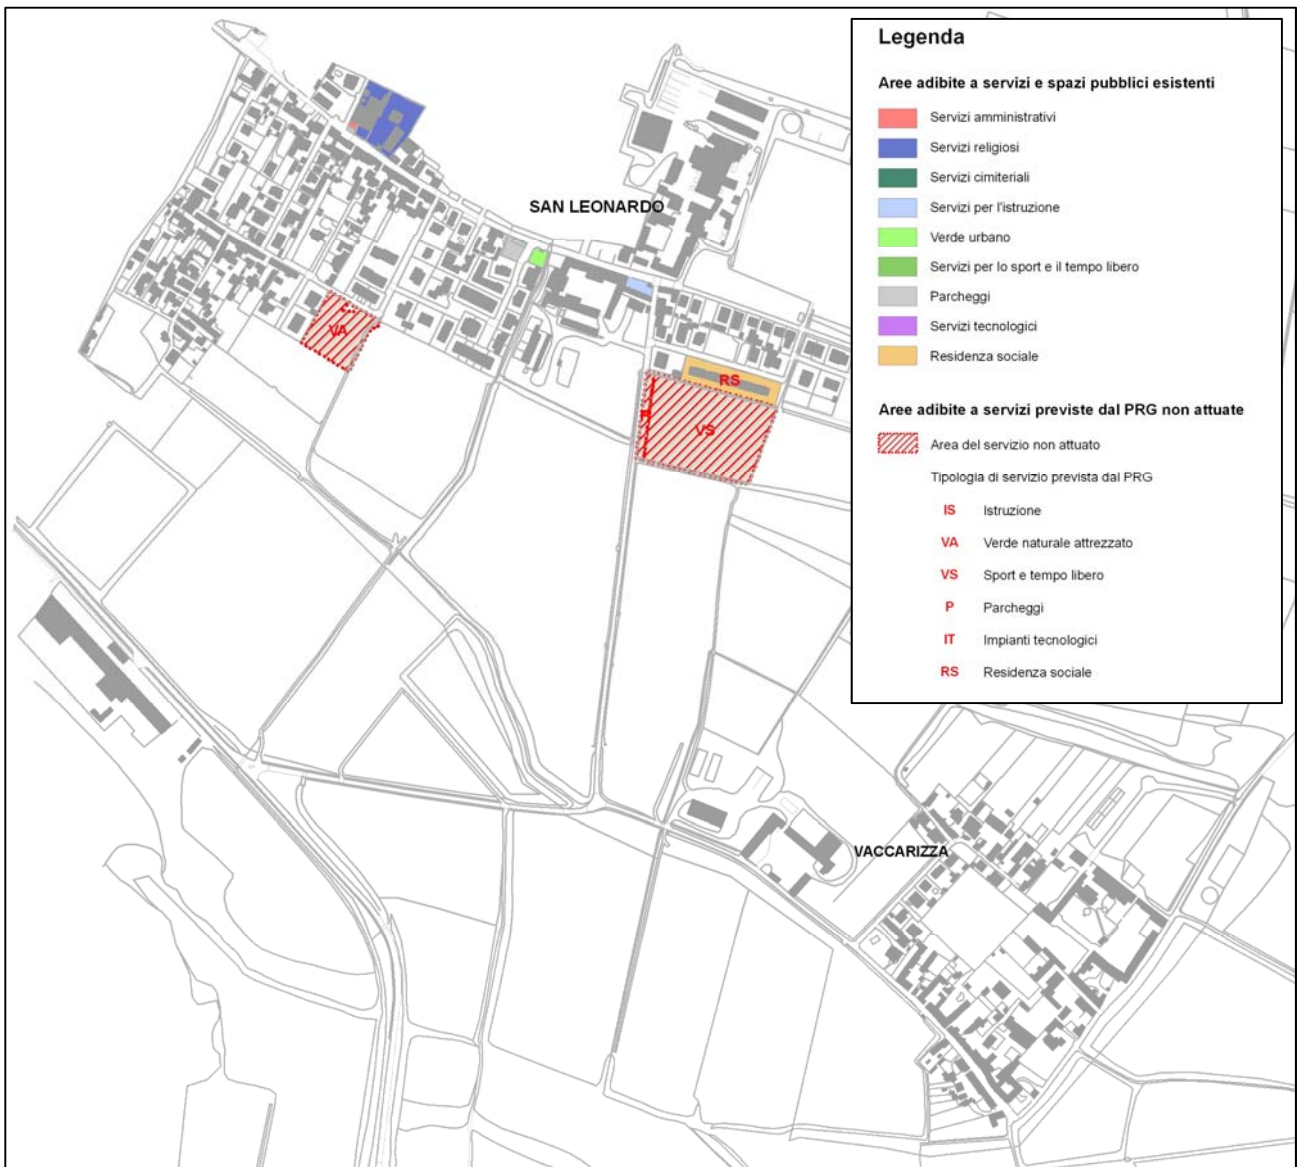 Legenda
Aree adibite a servizi e spazi pubblici esistenti
Servizi amministrativi
Servizi religiosi
Servizi cimiteriali
Servizi per l'istruzione
Verde urbano
Servizi per lo sport e il tempo libero
Parcheggi
Servizi tecnologici
Residenza sociale
Aree adibite a servizi previste dal PRG non attuate
Area del servizio non attuato
Tipologia di servizio prevista dal PRG
IS Istruzione
VA Verde naturale attrezzato
VS Sport e tempo libero
P Parcheggi
IT Impianti tecnologici
RS Residenza sociale
SAN LEONARDO
VA
RS
P
VS
VACCARIZZA